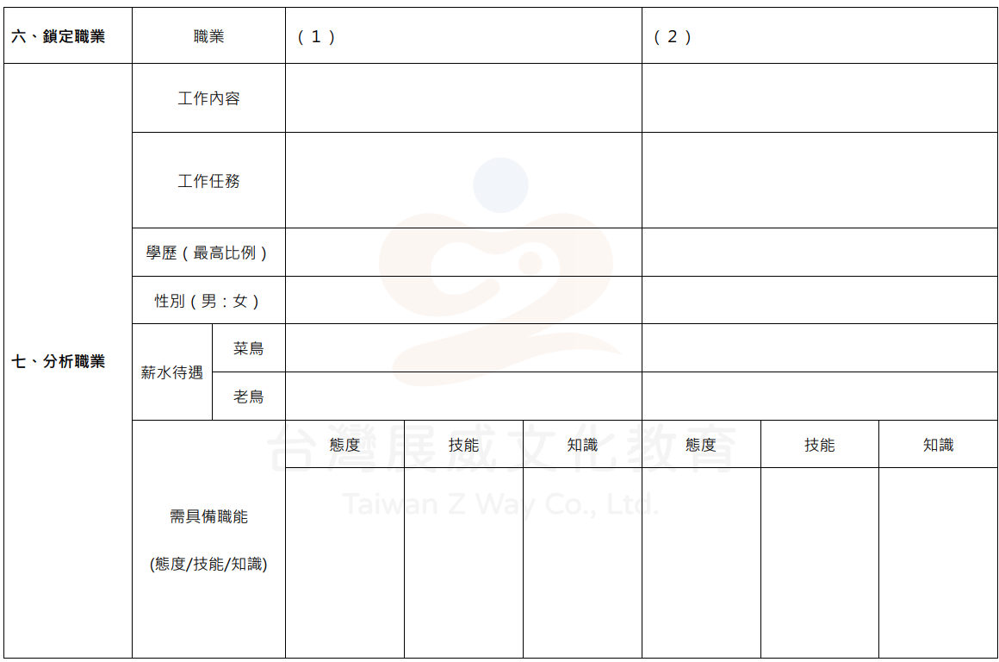 六、鎖定職業 職業 （1） （2）
工作內容
工作任務
學歷（最高比例）
性別（男：女）
七、分析職業 薪水待遇 菜鳥
老鳥
態度 技能 知識 態度 技能 知識
需具備職能
(態度/技能/知識)
台灣展威文化教育
Taiwan Z Way Co., Ltd.